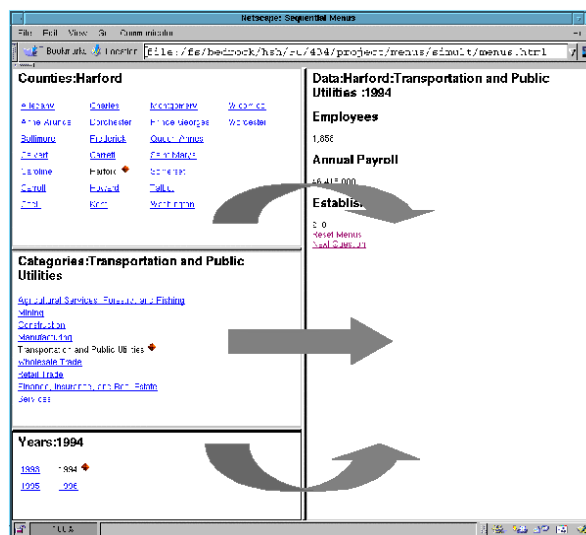 Netscape: Sequential Menus
File Edit View Go Communicator
Bookmarks Location file:/fs/bedrock/hsh/ru/434/project/menus/simult/menus.html
Counties:Harford
Allegany Charles Montgomery Wicomico
Anne Arundel Dorchester Prince Georges Worcester
Baltimore Frederick Queen Annes
Calvert Garrett Saint Marys
Caroline Harford Somerset
Carroll Howard Talbot
Cecil Kent Washington
Categories:Transportation and Public
Utilities
Agricultural Services, Forestry, and Fishing
Mining
Construction
Manufacturing
Transportation and Public Utilities
Wholesale Trade
Retail Trade
Finance, Insurance, and Real Estate
Services
Years:1994
1993 1994
1995 1996
Data:Harford:Transportation and Public
Utilities :1994
Employees
Annual Payroll
Reset Menus
Next Question
100%